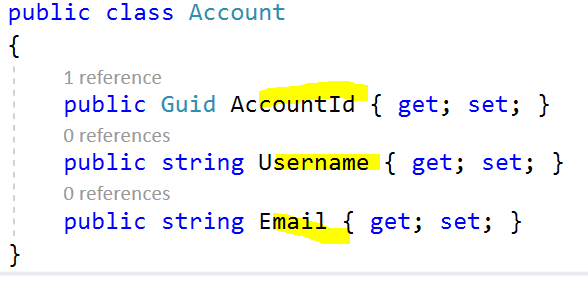 public class Account
{
1 reference
public Guid AccountId { get; set; }
0 references
public string Username { get; set; }
0 references
public string Email { get; set; }
}